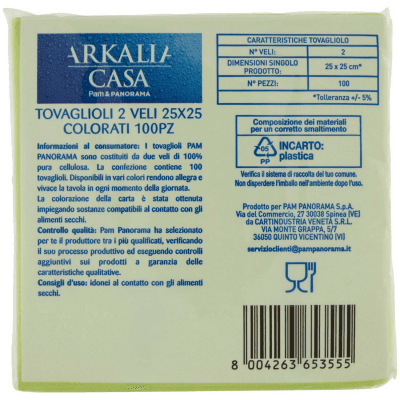 ARKALIA
CASA
Pam & PANORAMA
TOVAGLIOLI 2 VELI 25X25
COLORATI 100PZ
Informazioni al consumatore: I tovaglioli PAM
PANORAMA sono costituiti da due veli di 100%
pura cellulosa. La confezione contiene 100
tovaglioli. Disponibili in vari colori rendono allegra e
vivace la tavola in ogni momento della giornata.
La colorazione della carta è stata ottenuta
impiegando sostanze compatibili al contatto con gli
alimenti secchi.
Controllo qualità: Pam Panorama ha selezionato
per te il produttore tra i più qualificati, verificando
il suo processo produttivo ed eseguendo controlli
aggiuntivi sui prodotti a garanzia delle
caratteristiche qualitative.
Consigli d'uso: idonei al contatto con gli alimenti
secchi.
CARATTERISTICHE TOVAGLIOLO
N° VELI: 2
DIMENSIONI SINGOLO
PRODOTTO: 25 x 25 cm*
N° PEZZI: 100
*Tolleranza +/- 5%
Composizione dei materiali
per un corretto smaltimento
05
PP
INCARTO:
plastica
Verifica il sistema di raccolta del tuo comune.
Non disperdere l'imballo nell'ambiente dopo l'uso.
Prodotto per PAM PANORAMA S.p.A.
Via del Commercio, 27 30038 Spinea (VE)
da CARTINDUSTRIA VENETA S.R.L.
VIA MONTE GRAPPA, 5/7
36050 QUINTO VICENTINO (VI)
servizioclienti@pampanorama.it
8 004263 653555